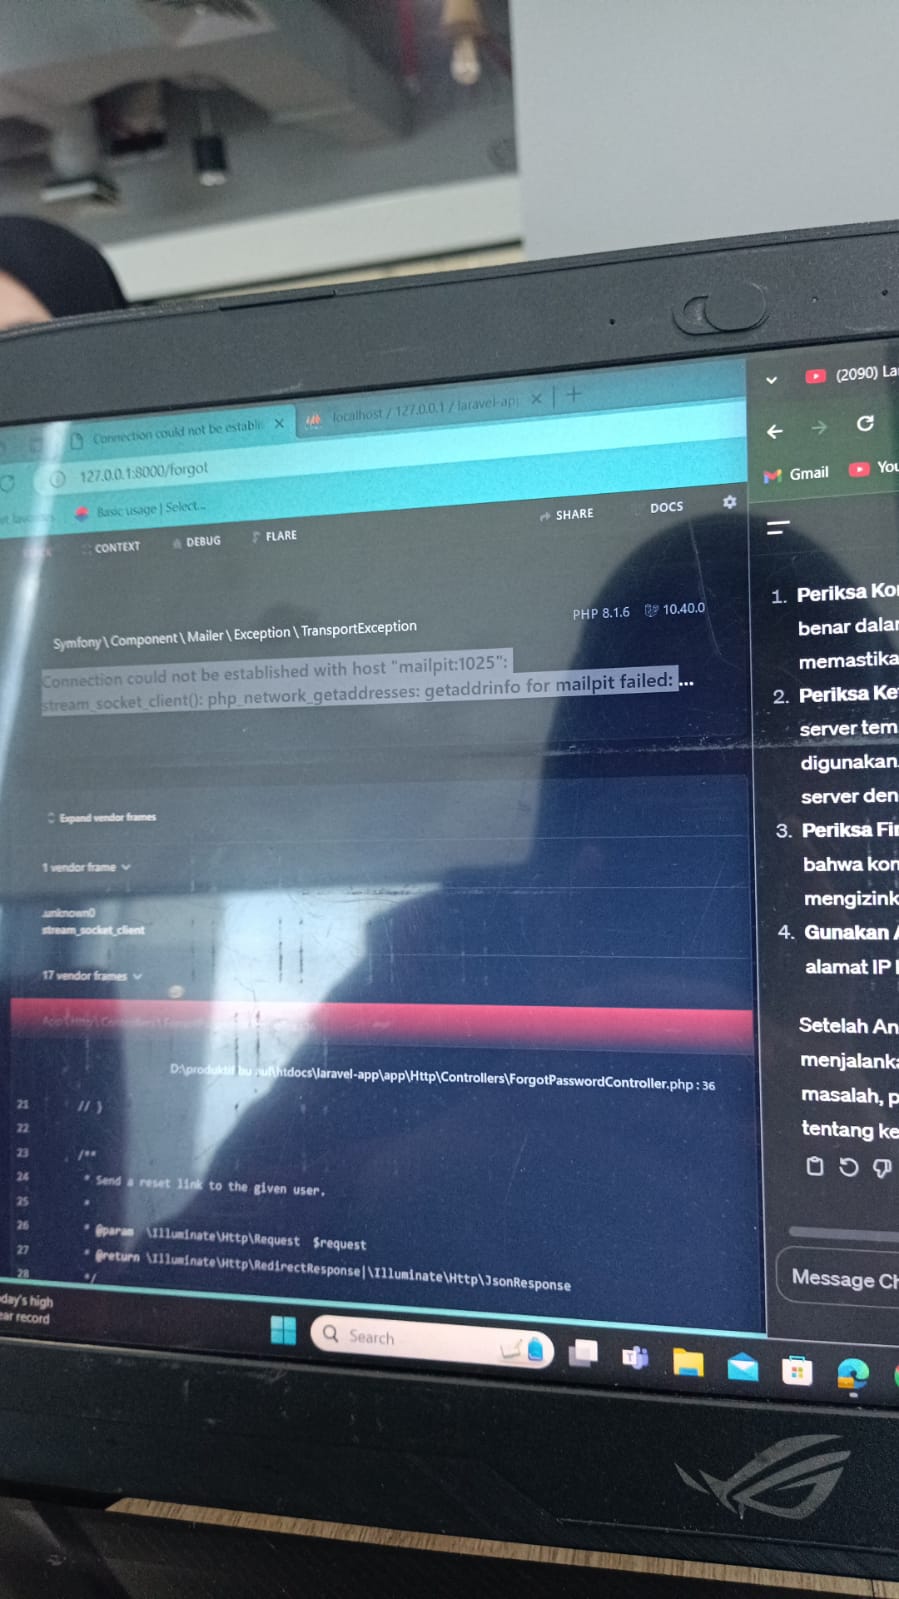 Connection could not be establi
localhost / 127.0.0.1 / laravel-ap
127.0.0.1:8000/forgot
Basic usage | Select...
CONTEXT
DEBUG
FLARE
SHARE
DOCS
PHP 8.1.6
10.40.0
Symfony\Component\Mailer\Exception\TransportException
Connection could not be established with host "mailpit:1025":
stream_socket_client(): php_network_getaddresses: getaddrinfo for mailpit failed: ...
Expand vendor frames
1 vendor frame
unknown0
stream_socket_client
17 vendor frames
htdocs\laravel-app\app\Http\Controllers\ForgotPasswordController.php:36
21 // }
22
23 /**
24 * Send a reset link to the given user.
25 *
26 * @param \Illuminate\Http\Request $request
27 * @return \Illuminate\Http\RedirectResponse|\Illuminate\Http\JsonResponse
28 */
day's high
ear record
Search
(2090) La
Gmail
You
1. Periksa Ko
benar dala
memastika
2. Periksa Ke
server tem
digunakan.
server den
3. Periksa Fi
bahwa kon
mengizink
4. Gunakan A
alamat IP
Setelah An
menjalank
masalah, p
tentang ke
Message Ch